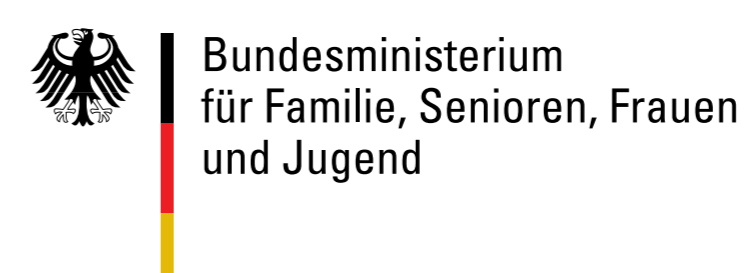 Bundesministerium
für Familie, Senioren, Frauen
und Jugend